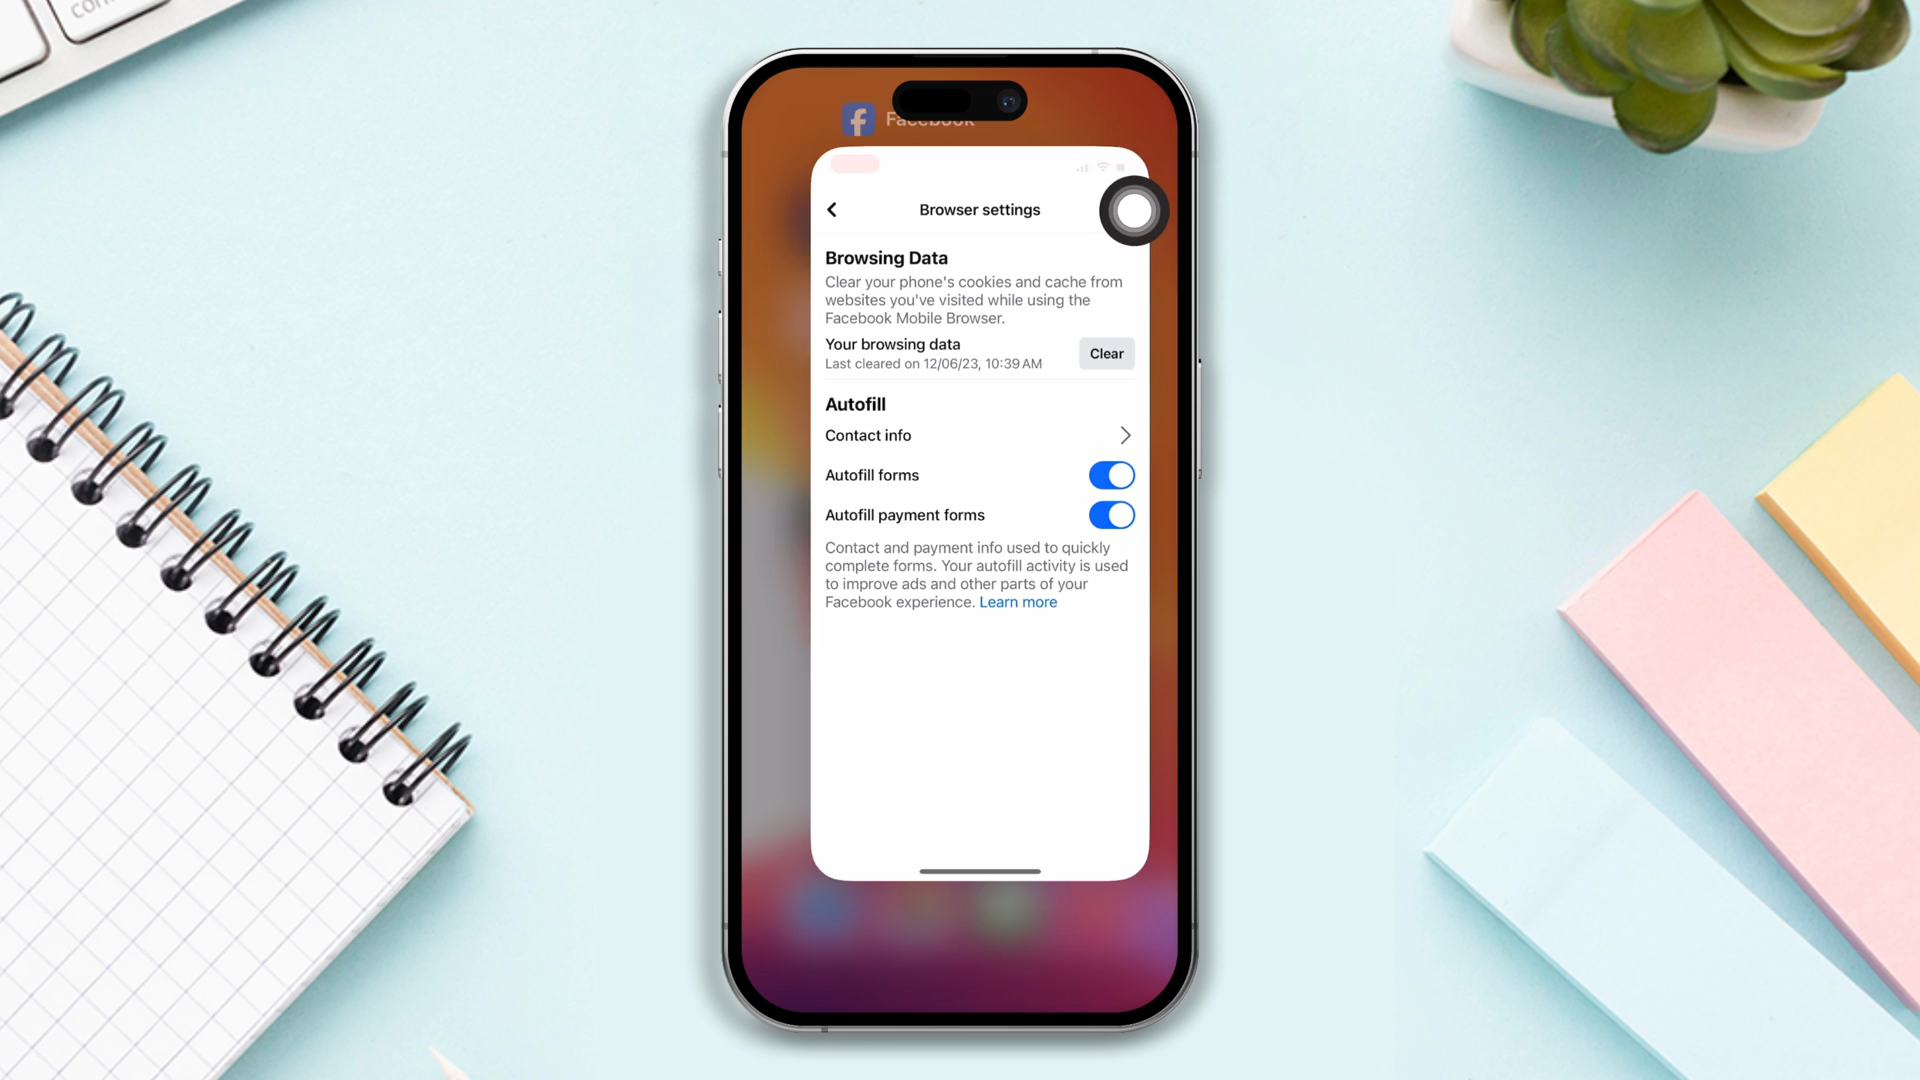 Facebook
Browser settings
Browsing Data
Clear your phone's cookies and cache from
websites you've visited while using the
Facebook Mobile Browser.
Your browsing data
Last cleared on 12/06/23, 10:39 AM
Clear
Autofill
Contact info
Autofill forms
Autofill payment forms
Contact and payment info used to quickly
complete forms. Your autofill activity is used
to improve ads and other parts of your
Facebook experience. Learn more